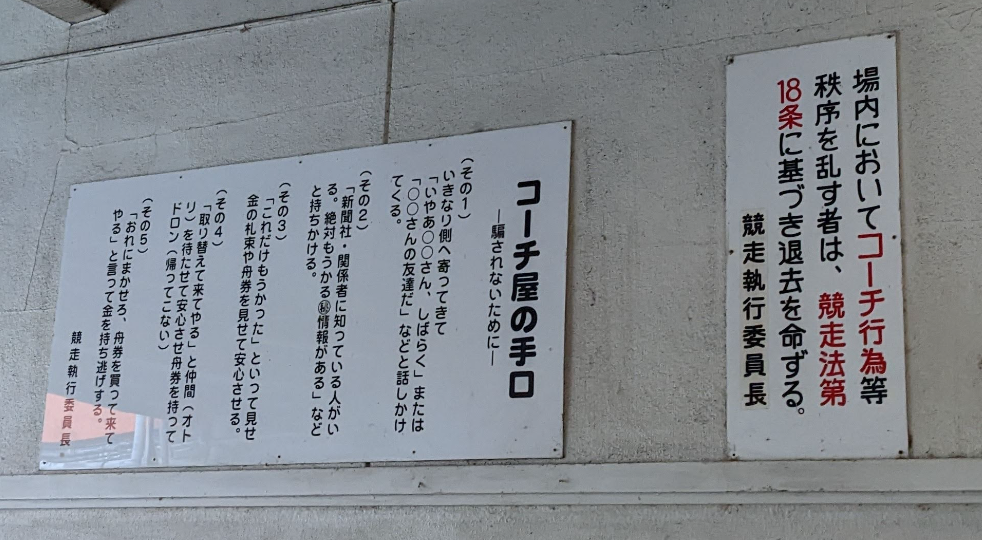 場内においてコーチ行為等
秩序を乱す者は、競走法第
18条に基づき退去を命ずる。
競走執行委員長
コーチ屋の手口
―騙されないために―
(その1)
いきなり側へ寄ってきて
「いやあ〇〇さん、しばらく」または
「〇〇さんの友達だ」などと話しかけ
てくる。
(その2)
「新聞社・関係者に知っている人がい
る。絶対もうかる㊙情報がある」など
と持ちかける。
(その3)
「これだけもうかった」といって見せ
金の札束や舟券を見せて安心させる。
(その4)
「取り替えて来てやる」と仲間(オト
リ)を待たせて安心させ舟券を持って
ドロン(帰ってこない)
(その5)
「おれにまかせろ、舟券を買って来て
やる」と言って金を持ち逃げする。
競走執行委員長